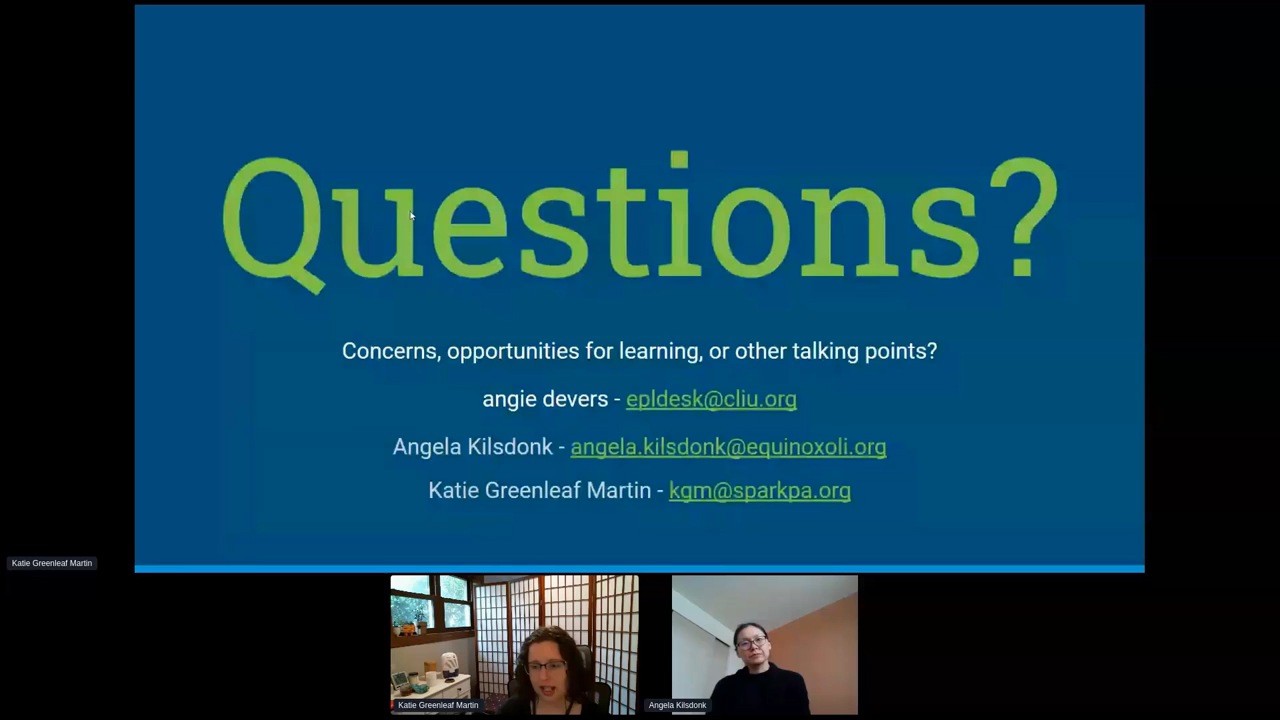 Questions?
Concerns, opportunities for learning, or other talking points?
angie devers - epldesk@cliu.org
Angela Kilsdonk - angela.kilsdonk@equinoxoli.org
Katie Greenleaf Martin - kgm@sparkpa.org
Katie Greenleaf Martin
Katie Greenleaf Martin
Angela Kilsdonk